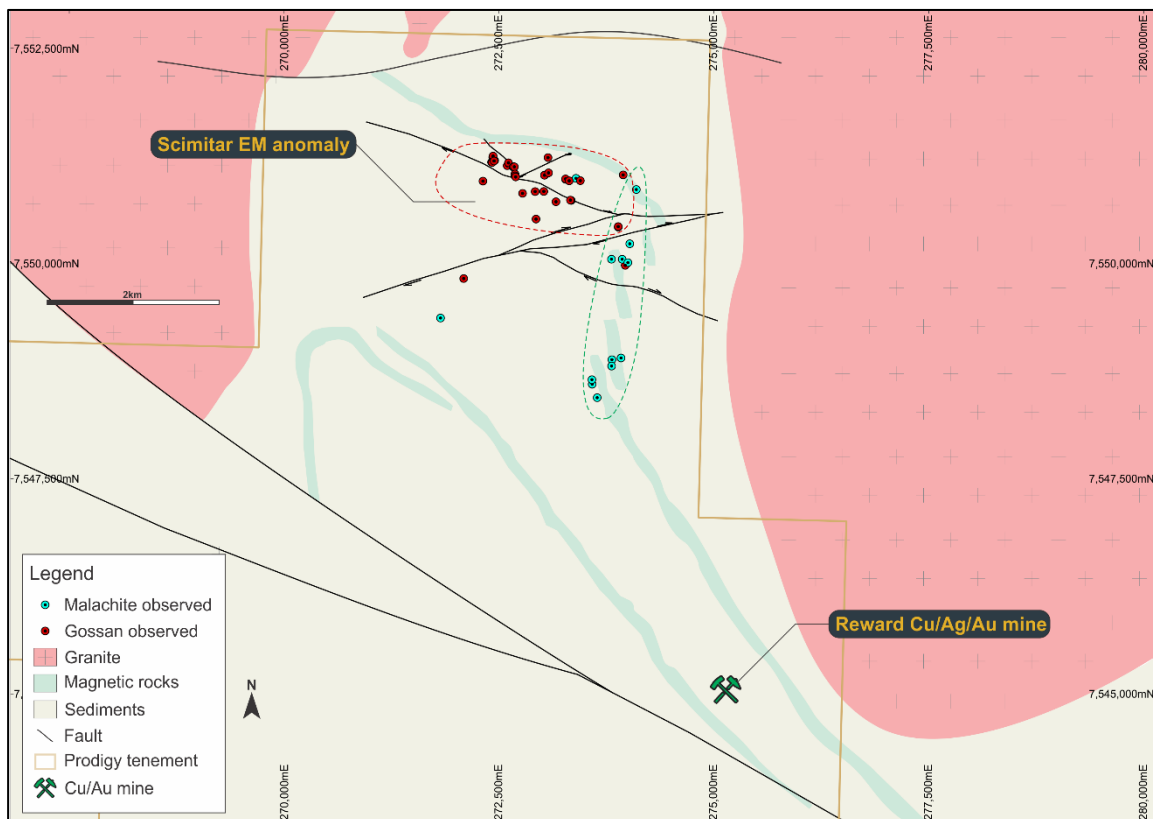 270,000mE
272,500mE
275,000mE
277,500mE
280,000mE
7,552,500mN
7,552,500mN
Scimitar EM anomaly
7,550,000mN
7,550,000mN
2km
7,547,500mN
7,547,500mN
Legend
Malachite observed
Gossan observed
Granite
Magnetic rocks
Sediments
Fault
Prodigy tenement
Cu/Au mine
N
Reward Cu/Ag/Au mine
7,545,000mN
270,000mE
272,500mE
275,000mE
277,500mE
280,000mE